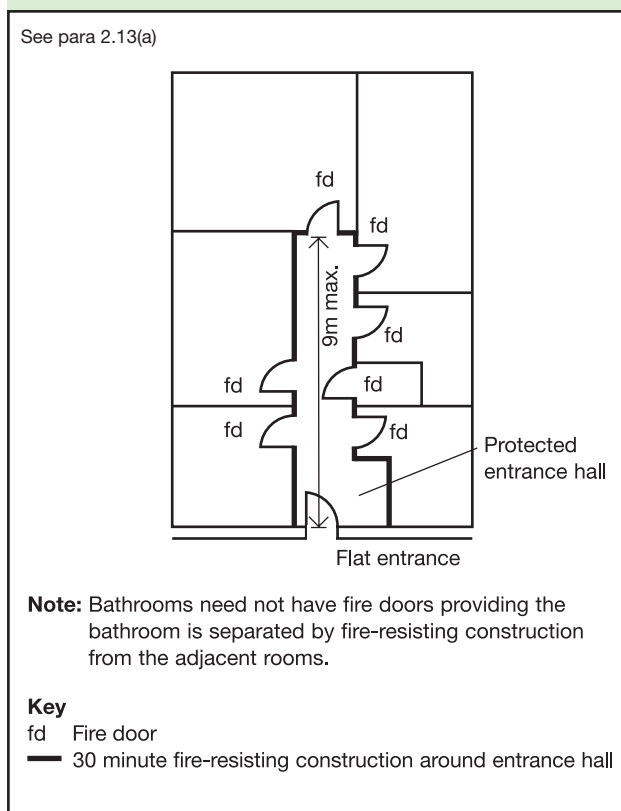 See para 2.13(a)
fd
fd
9m max.
fd
fd
fd
fd
fd
Protected
entrance hall
Flat entrance
Note: Bathrooms need not have fire doors providing the
bathroom is separated by fire-resisting construction
from the adjacent rooms.
Key
fd Fire door
30 minute fire-resisting construction around entrance hall